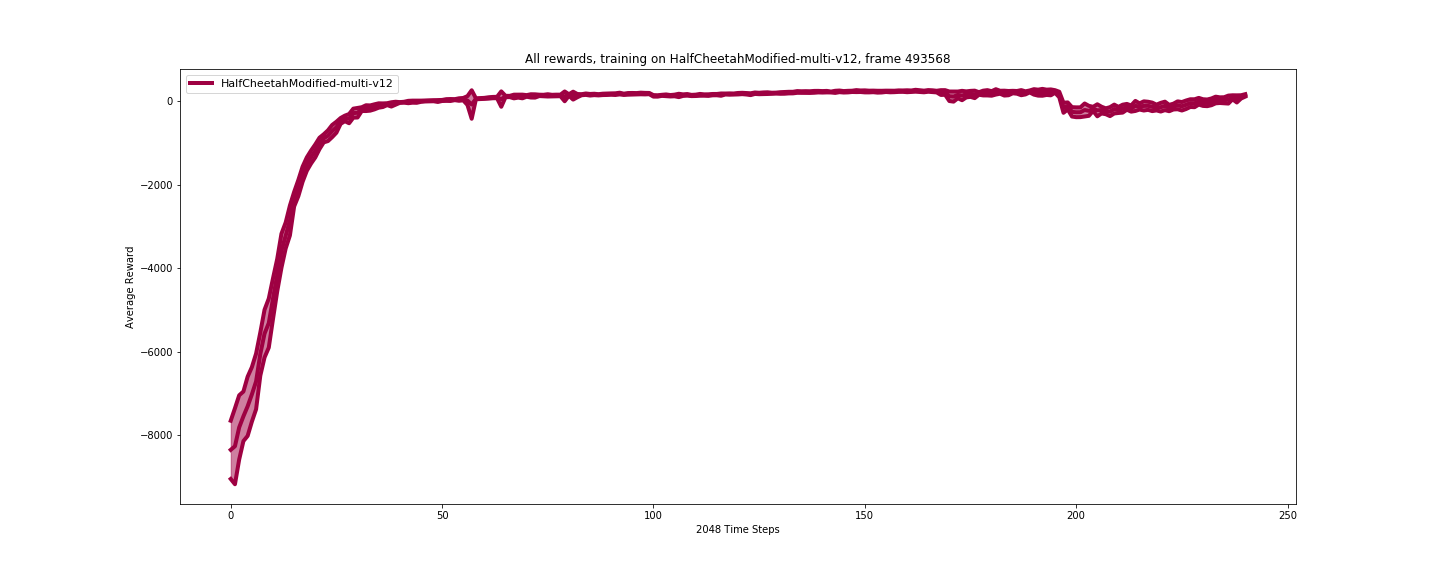 All rewards, training on HalfCheetahModified-multi-v12, frame 493568
HalfCheetahModified-multi-v12
0
−2000
−4000
−6000
−8000
Average Reward
0 50 100 150 200 250
2048 Time Steps